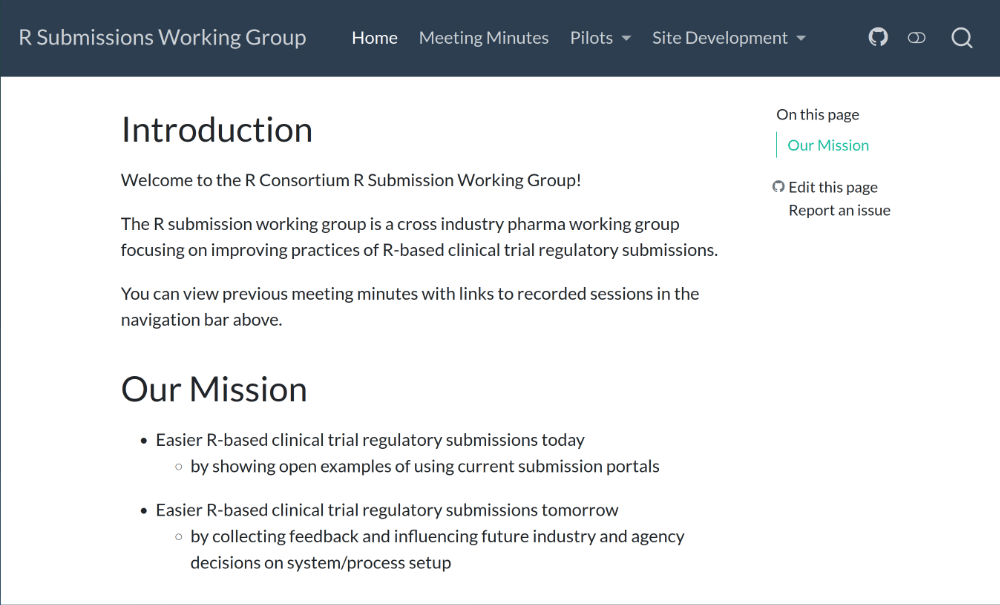 R Submissions Working Group Home Meeting Minutes Pilots Site Development
On this page
Our Mission
Edit this page
Report an issue
Introduction
Welcome to the R Consortium R Submission Working Group!
The R submission working group is a cross industry pharma working group
focusing on improving practices of R-based clinical trial regulatory submissions.
You can view previous meeting minutes with links to recorded sessions in the
navigation bar above.
Our Mission
• Easier R-based clinical trial regulatory submissions today
◦ by showing open examples of using current submission portals
• Easier R-based clinical trial regulatory submissions tomorrow
◦ by collecting feedback and influencing future industry and agency
decisions on system/process setup